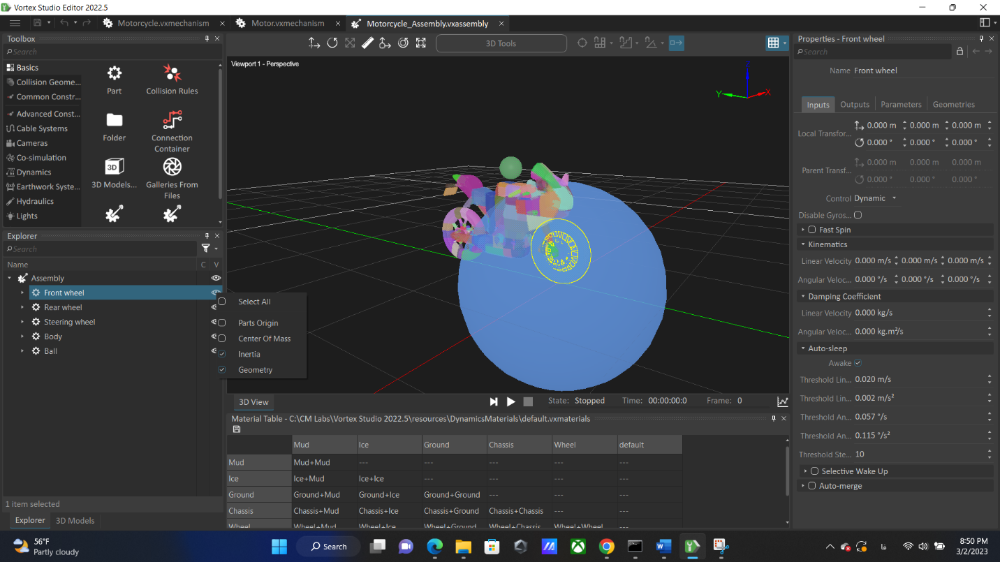 Vortex Studio Editor 2022.5
Motorcycle.vxmechanism
Motor.vxmechanism
Motorcycle_Assembly.vxassembly
Toolbox
Search
Basics
Collision Geome...
Common Constr...
Advanced Const...
Cable Systems
Cameras
Co-simulation
Dynamics
Earthwork Syste...
Hydraulics
Lights
Part
Collision Rules
Folder
Connection
Container
3D
3D Models...
Galleries From
Files
Explorer
Search
Name C V
Assembly
Front wheel
Rear wheel
Steering wheel
Body
Ball
Select All
Parts Origin
Center Of Mass
Inertia
Geometry
1 item selected
Explorer 3D Models
3D Tools
Viewport 1 - Perspective
Z
Y
X
3D View
State: Stopped Time: 00:00:00:0 Frame: 0
Material Table - C:\CM Labs\Vortex Studio 2022.5\resources\DynamicsMaterials\default.vxmaterials
Mud Ice Ground Chassis Wheel default
Mud Mud+Mud --- --- --- --- ---
Ice Ice+Mud Ice+Ice --- --- --- ---
Ground Ground+Mud Ground+Ice Ground+Ground --- --- ---
Chassis Chassis+Mud Chassis+Ice Chassis+Ground Chassis+Chassis --- ---
Wheel Wheel+Mud Wheel+Ice Wheel+Ground Wheel+Chassis Wheel+Wheel ---
Properties - Front wheel
Search
Name Front wheel
Inputs Outputs Parameters Geometries
Local Transfor... 0.000 m 0.000 m 0.000 m
0.000 ° 0.000 ° 0.000 °
Parent Transf... 0.000 m 0.000 m 0.000 m
0.000 ° 0.000 ° 0.000 °
Control Dynamic
Disable Gyros...
Fast Spin
Kinematics
Linear Velocity 0.000 m/s 0.000 m/s 0.000 m/s
Angular Veloc... 0.000 °/s 0.000 °/s 0.000 °/s
Damping Coefficient
Linear Velocity 0.000 kg/s
Angular Veloc... 0.000 kg.m²/s
Auto-sleep
Awake
Threshold Lin... 0.020 m/s
Threshold Lin... 0.002 m/s²
Threshold An... 0.057 °/s
Threshold An... 0.115 °/s²
Threshold Ste... 10
Selective Wake Up
Auto-merge
56°F
Partly cloudy
Search
فا
8:50 PM
3/2/2023